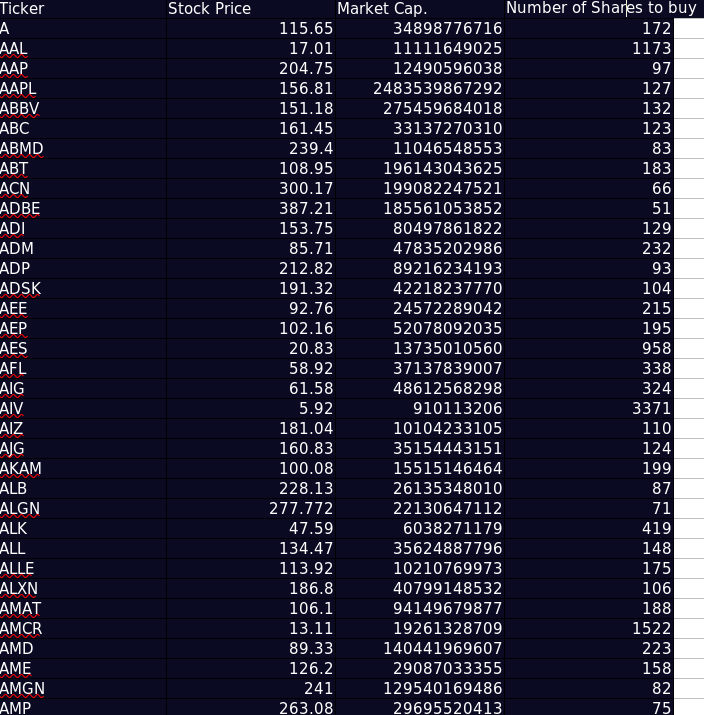 Ticker Stock Price Market Cap. Number of Shares to buy
A 115.65 34898776716 172
AAL 17.01 11111649025 1173
AAP 204.75 12490596038 97
AAPL 156.81 2483539867292 127
ABBV 151.18 275459684018 132
ABC 161.45 33137270310 123
ABMD 239.4 11046548553 83
ABT 108.95 196143043625 183
ACN 300.17 199082247521 66
ADBE 387.21 185561053852 51
ADI 153.75 80497861822 129
ADM 85.71 47835202986 232
ADP 212.82 89216234193 93
ADSK 191.32 42218237770 104
AEE 92.76 24572289042 215
AEP 102.16 52078092035 195
AES 20.83 13735010560 958
AFL 58.92 37137839007 338
AIG 61.58 48612568298 324
AIV 5.92 910113206 3371
AIZ 181.04 10104233105 110
AJG 160.83 35154443151 124
AKAM 100.08 15515146464 199
ALB 228.13 26135348010 87
ALGN 277.772 22130647112 71
ALK 47.59 6038271179 419
ALL 134.47 35624887796 148
ALLE 113.92 10210769973 175
ALXN 186.8 40799148532 106
AMAT 106.1 94149679877 188
AMCR 13.11 19261328709 1522
AMD 89.33 140441969607 223
AME 126.2 29087033355 158
AMGN 241 129540169486 82
AMP 263.08 29695520413 75